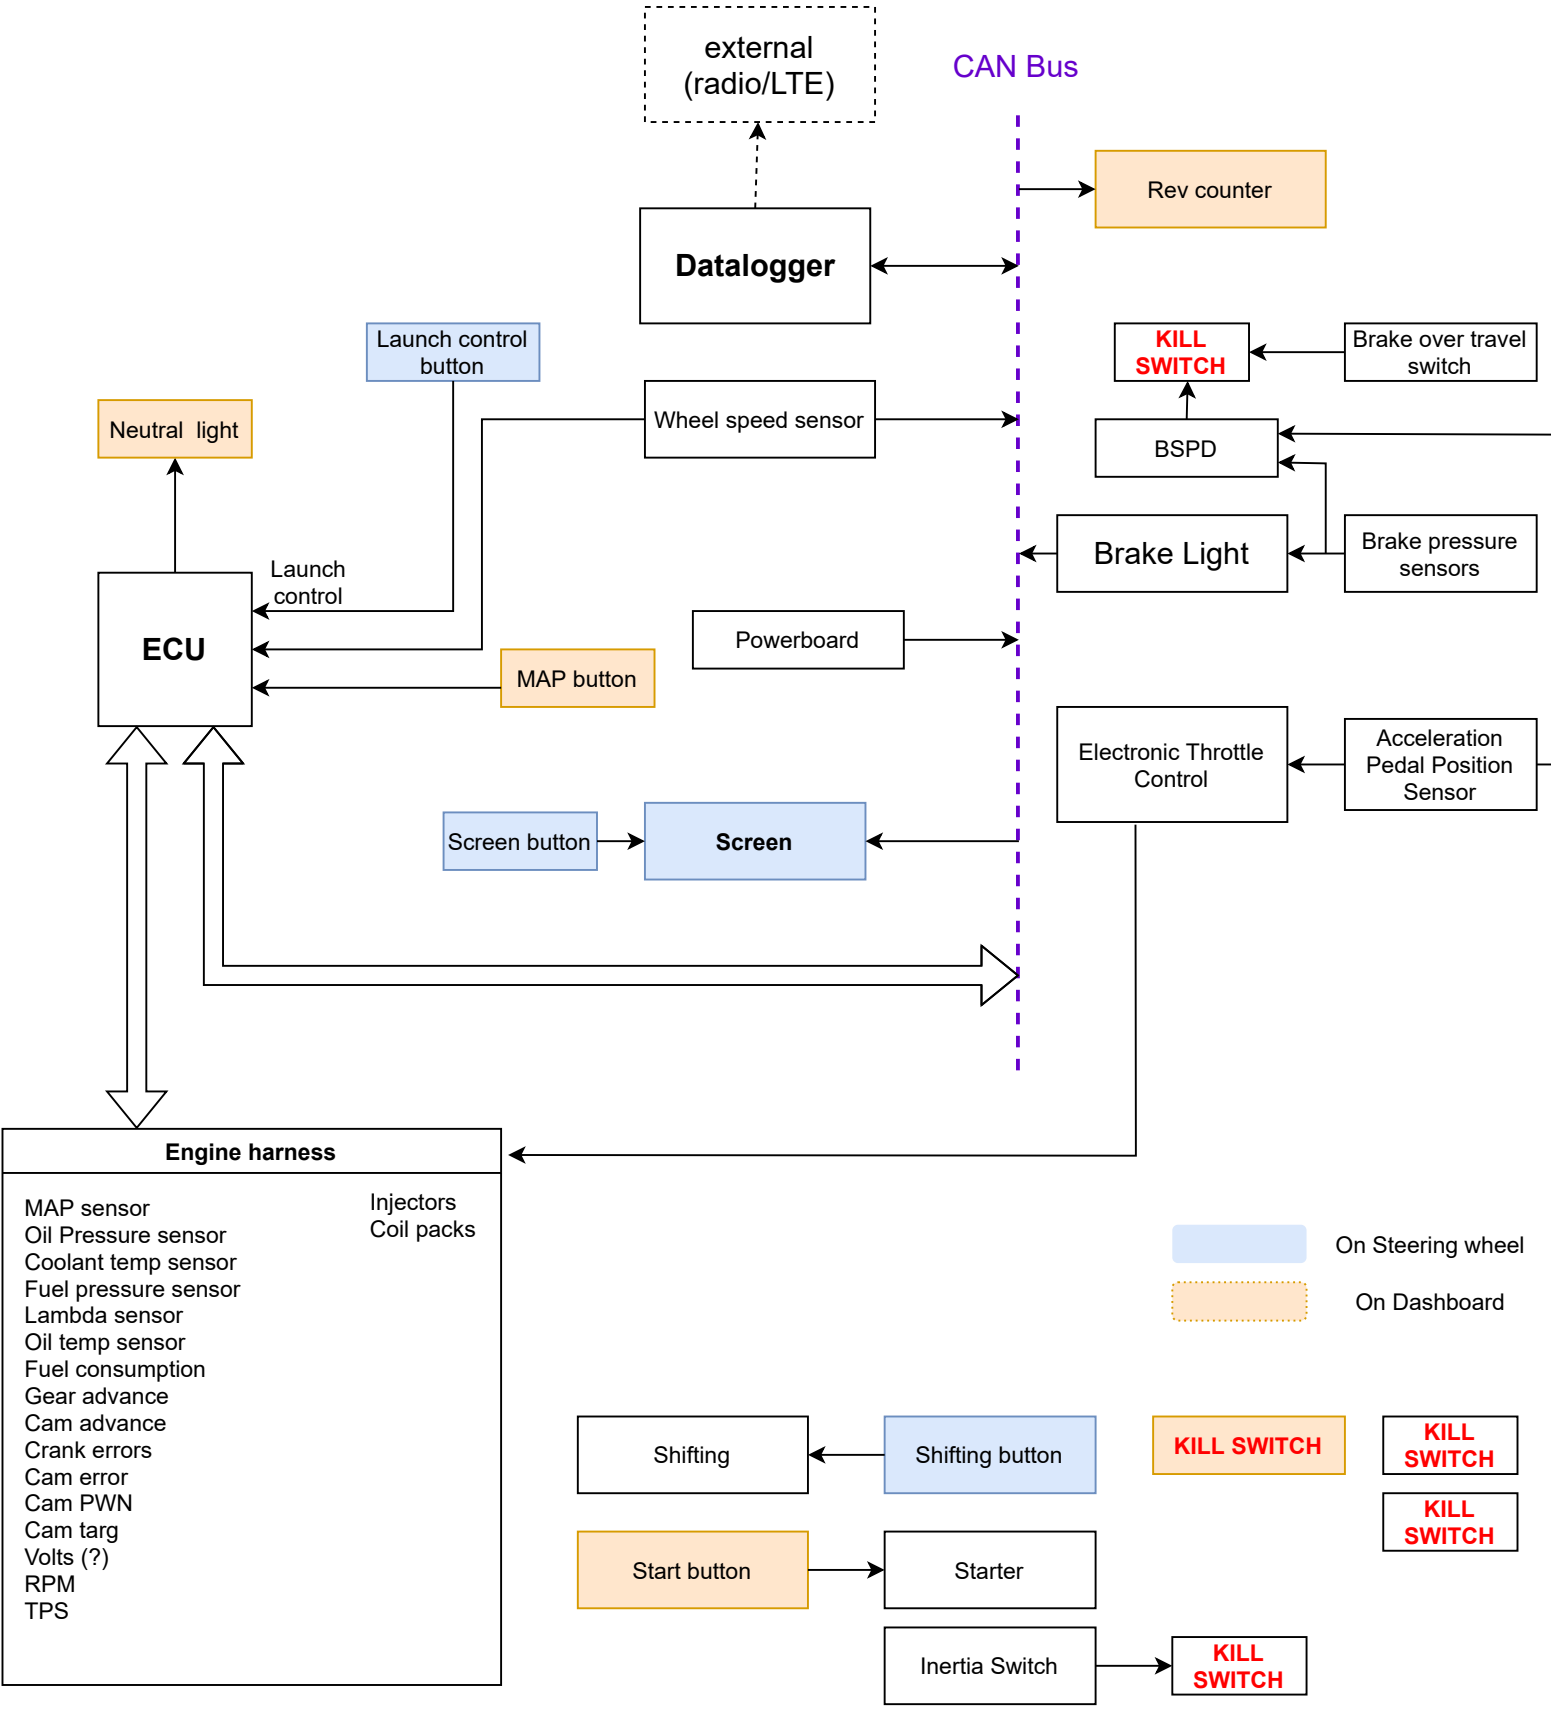 external
(radio/LTE)
CAN Bus
Rev counter
Datalogger
Launch control
button
KILL
SWITCH
Brake over travel
switch
Neutral light
Wheel speed sensor
BSPD
Launch
control
Brake Light
Brake pressure
sensors
ECU
Powerboard
MAP button
Electronic Throttle
Control
Acceleration
Pedal Position
Sensor
Screen button
Screen
Engine harness
MAP sensor
Oil Pressure sensor
Coolant temp sensor
Fuel pressure sensor
Lambda sensor
Oil temp sensor
Fuel consumption
Gear advance
Cam advance
Crank errors
Cam error
Cam PWN
Cam targ
Volts (?)
RPM
TPS
Injectors
Coil packs
On Steering wheel
On Dashboard
Shifting
Shifting button
KILL SWITCH
KILL
SWITCH
KILL
SWITCH
Start button
Starter
Inertia Switch
KILL
SWITCH